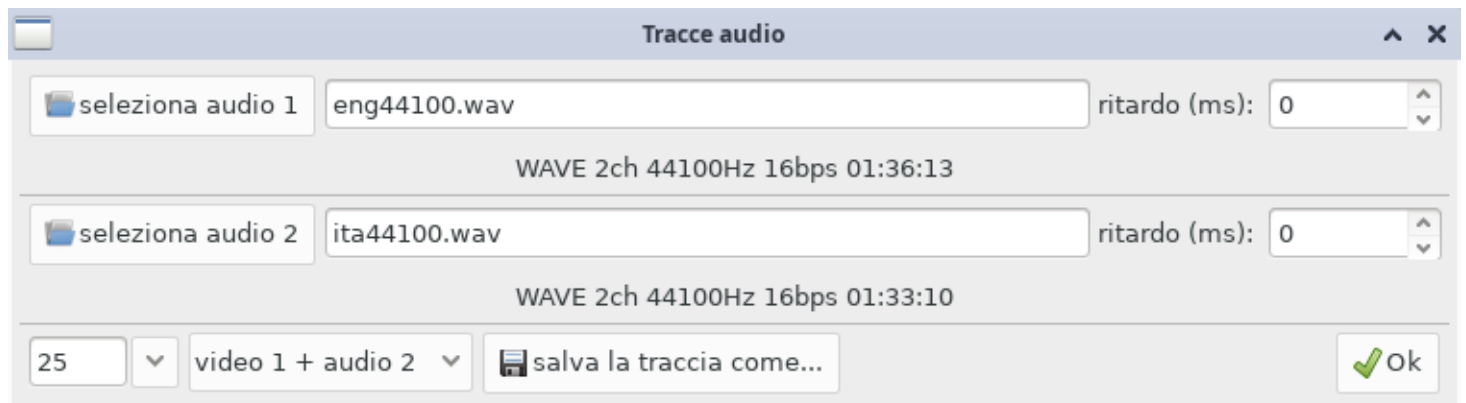 Tracce audio
seleziona audio 1 eng44100.wav ritardo (ms): 0
WAVE 2ch 44100Hz 16bps 01:36:13
seleziona audio 2 ita44100.wav ritardo (ms): 0
WAVE 2ch 44100Hz 16bps 01:33:10
25 video 1 + audio 2 salva la traccia come... Ok